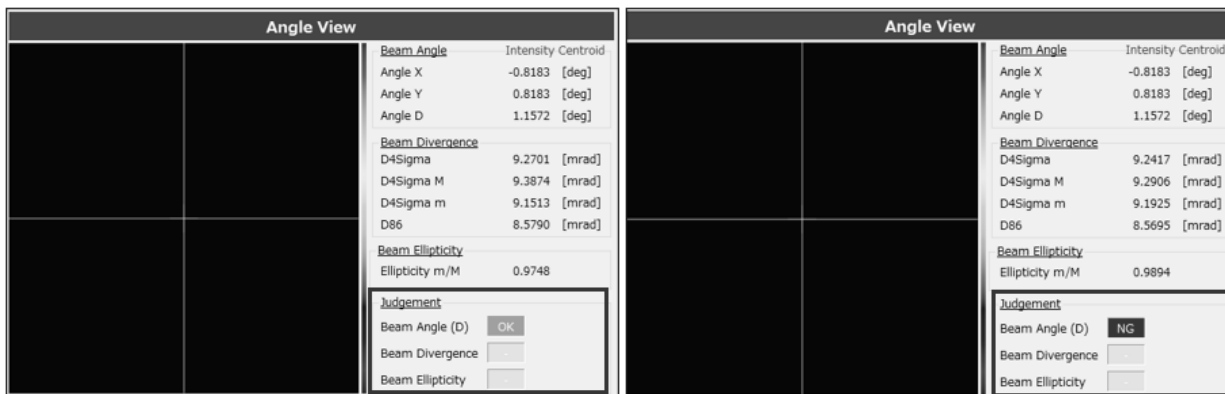 Angle View
Beam Angle Intensity Centroid
Angle X -0.8183 [deg]
Angle Y 0.8183 [deg]
Angle D 1.1572 [deg]
Beam Divergence
D4Sigma 9.2701 [mrad]
D4Sigma M 9.3874 [mrad]
D4Sigma m 9.1513 [mrad]
D86 8.5790 [mrad]
Beam Ellipticity
Ellipticity m/M 0.9748
Judgement
Beam Angle (D) OK
Beam Divergence -
Beam Ellipticity -
Angle View
Beam Angle Intensity Centroid
Angle X -0.8183 [deg]
Angle Y 0.8183 [deg]
Angle D 1.1572 [deg]
Beam Divergence
D4Sigma 9.2417 [mrad]
D4Sigma M 9.2906 [mrad]
D4Sigma m 9.1925 [mrad]
D86 8.5695 [mrad]
Beam Ellipticity
Ellipticity m/M 0.9894
Judgement
Beam Angle (D) NG
Beam Divergence -
Beam Ellipticity -